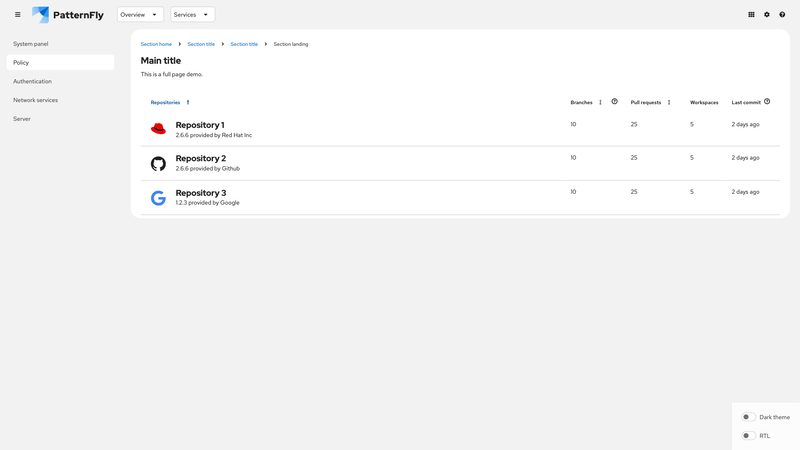 PatternFly
Overview
Services
System panel
Policy
Authentication
Network services
Server
Section home
Section title
Section title
Section landing
Main title
This is a full page demo.
Repositories
Branches
Pull requests
Workspaces
Last commit
Repository 1
2.6.6 provided by Red Hat Inc
10
25
5
2 days ago
Repository 2
2.6.6 provided by Github
10
25
5
2 days ago
Repository 3
1.2.3 provided by Google
10
25
5
2 days ago
Dark theme
RTL